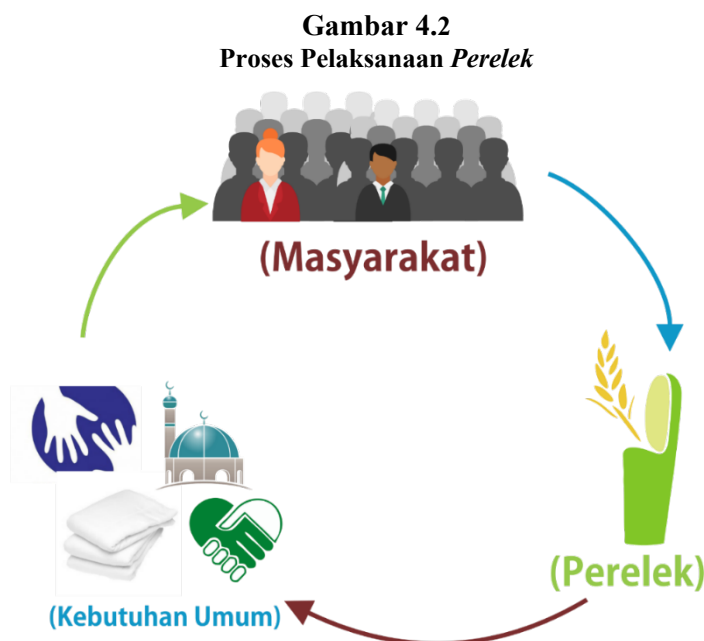 Gambar 4.2
Proses Pelaksanaan Perelek
(Masyarakat)
(Perelek)
(Kebutuhan Umum)